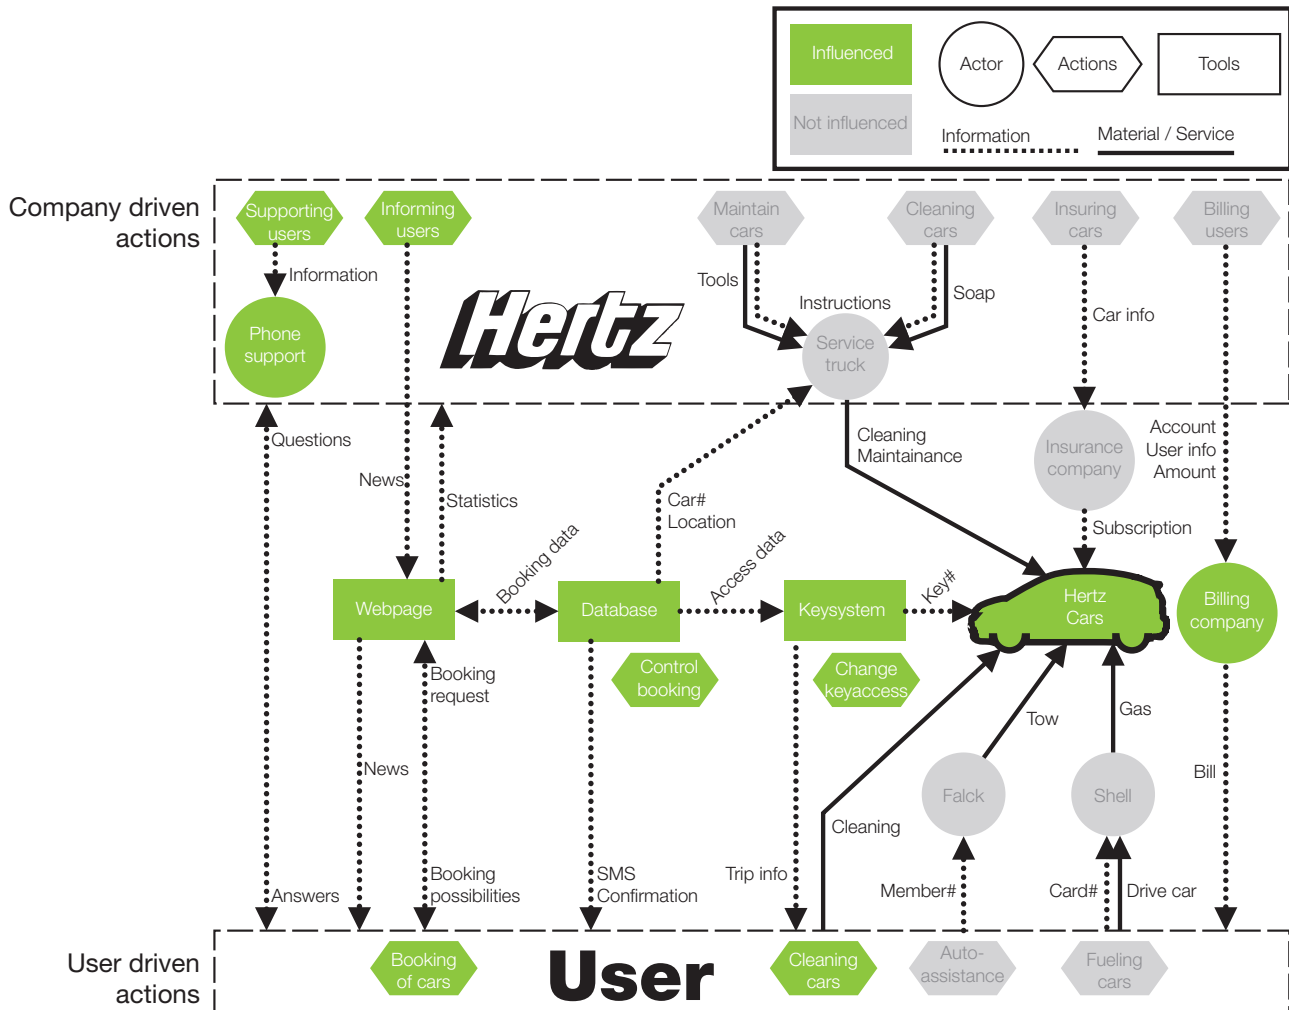 Influenced
Not influenced
Actor
Actions
Tools
Information
Material / Service
Company driven
actions
Supporting
users
Informing
users
Maintain
cars
Cleaning
cars
Insuring
cars
Billing
users
Information
Tools
Instructions
Soap
Car info
Phone
support
Hertz
Service
truck
Questions
News
Statistics
Car#
Location
Cleaning
Maintainance
Insurance
company
Account
User info
Amount
Subscription
Webpage
Booking data
Database
Access data
Keysystem
Key#
Hertz
Cars
Billing
company
Control
booking
Change
keyaccess
Booking
request
Tow
Gas
News
Falck
Shell
Bill
Cleaning
Answers
Booking
possibilities
SMS
Confirmation
Trip info
Member#
Card#
Drive car
User driven
actions
Booking
of cars
User
Cleaning
cars
Auto-
assistance
Fueling
cars